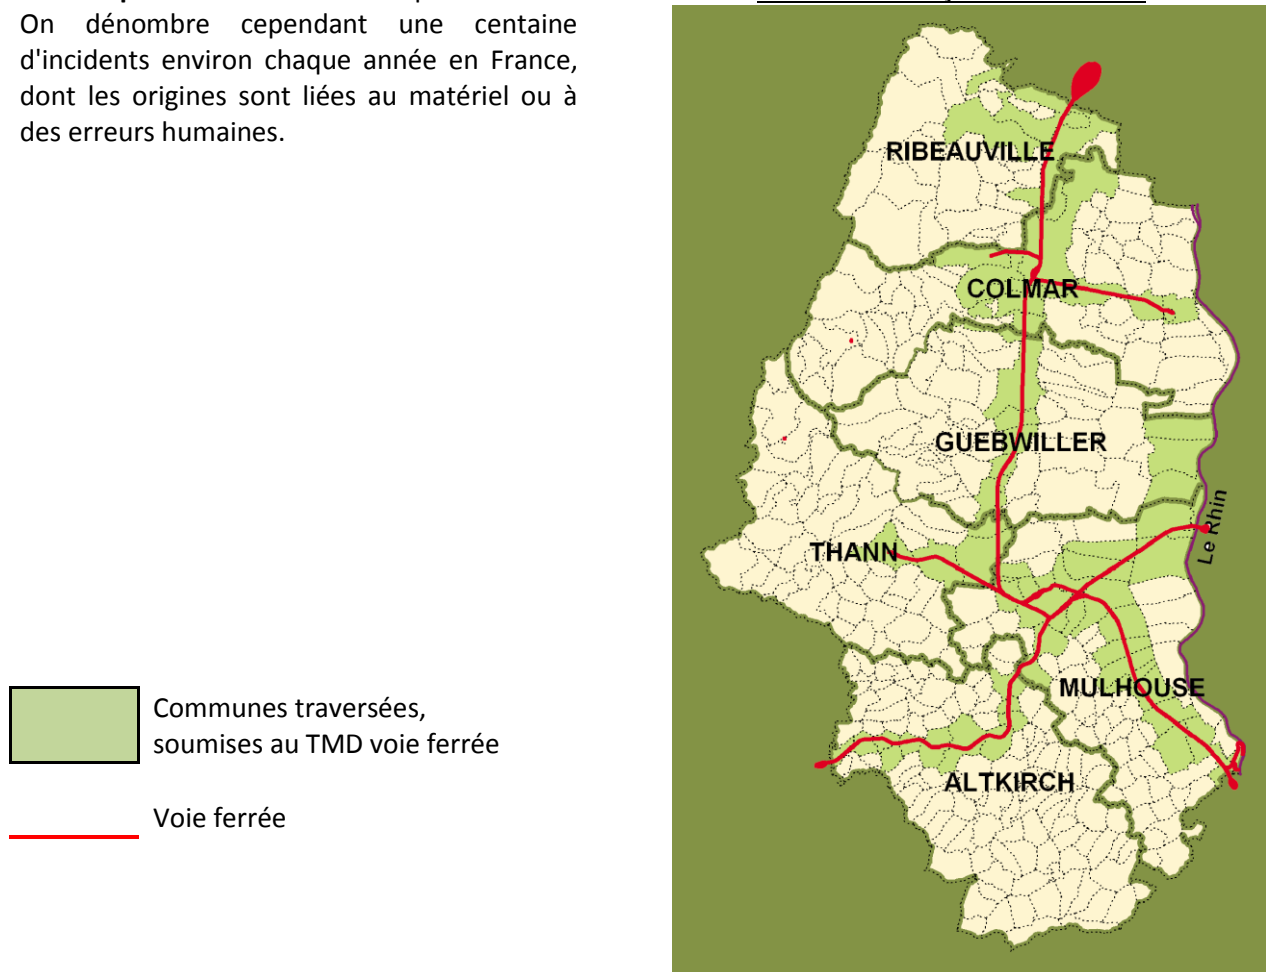 On dénombre cependant une centaine
d'incidents environ chaque année en France,
dont les origines sont liées au matériel ou à
des erreurs humaines.
RIBEAUVILLE
COLMAR
GUEBWILLER
Le Rhin
THANN
MULHOUSE
ALTKIRCH
Communes traversées,
soumises au TMD voie ferrée
Voie ferrée